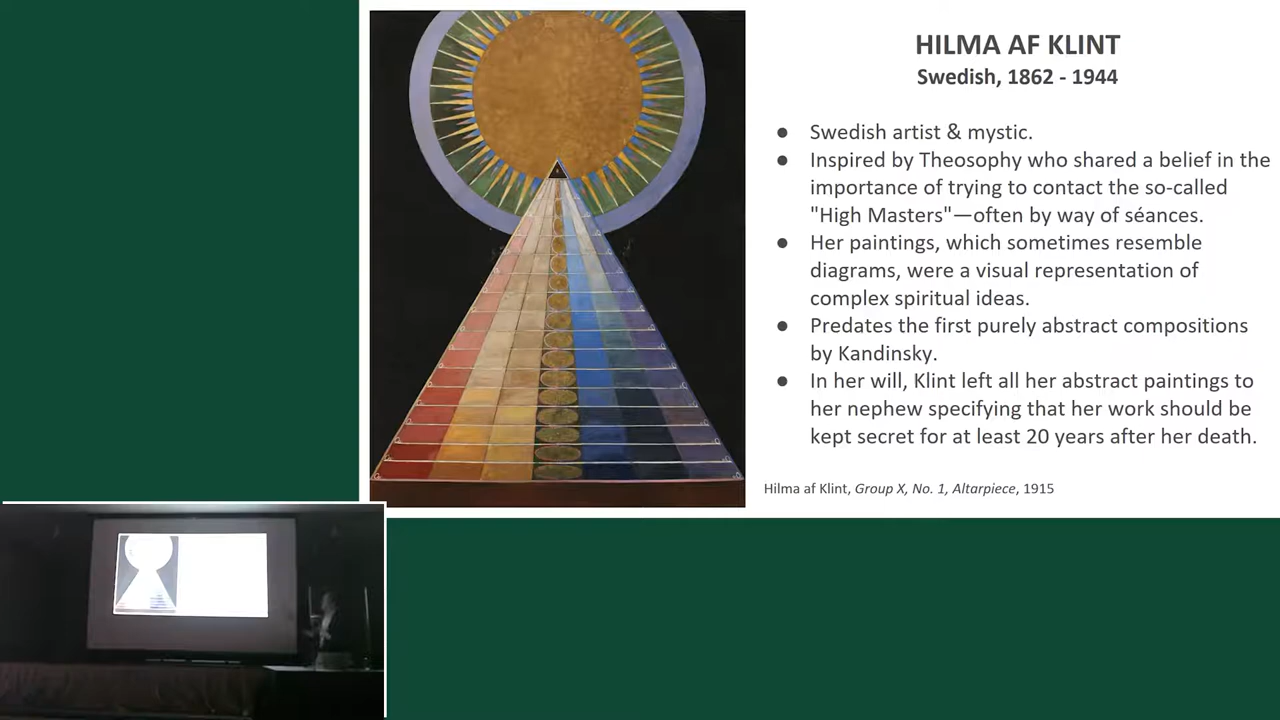 HILMA AF KLINT
Swedish, 1862 - 1944
● Swedish artist & mystic.
● Inspired by Theosophy who shared a belief in the
importance of trying to contact the so-called
"High Masters"—often by way of séances.
● Her paintings, which sometimes resemble
diagrams, were a visual representation of
complex spiritual ideas.
● Predates the first purely abstract compositions
by Kandinsky.
● In her will, Klint left all her abstract paintings to
her nephew specifying that her work should be
kept secret for at least 20 years after her death.
Hilma af Klint, Group X, No. 1, Altarpiece, 1915